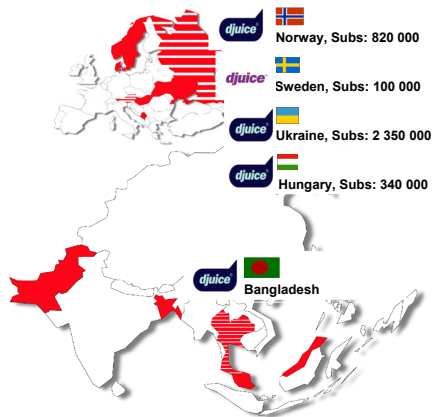 djuice
Norway, Subs: 820 000
djuice
Sweden, Subs: 100 000
djuice
Ukraine, Subs: 2 350 000
djuice
Hungary, Subs: 340 000
djuice
Bangladesh